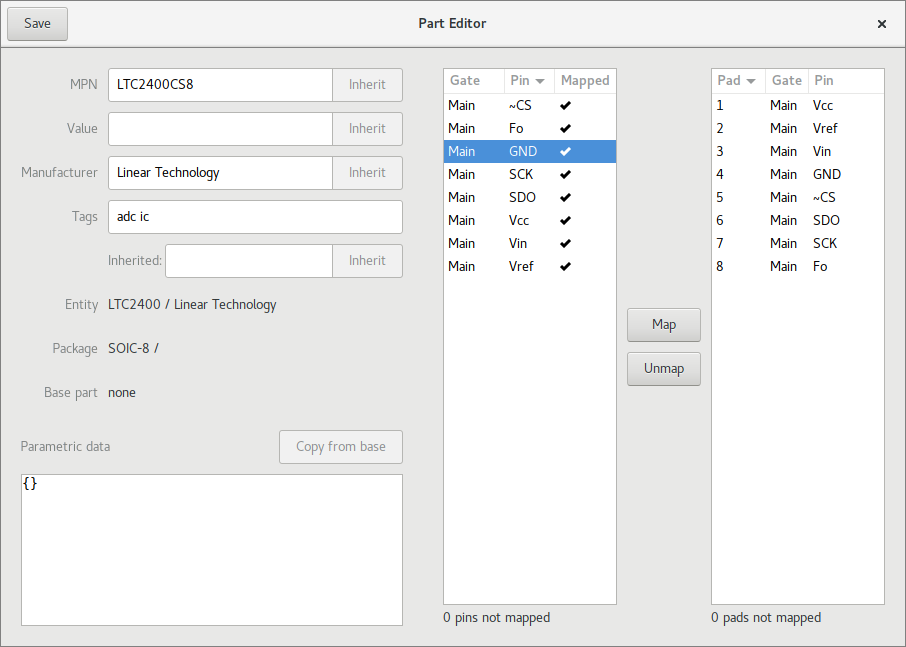 Save
Part Editor
MPN LTC2400CS8 Inherit
Value Inherit
Manufacturer Linear Technology Inherit
Tags adc ic
Inherited: Inherit
Entity LTC2400 / Linear Technology
Package SOIC-8 /
Base part none
Parametric data Copy from base
{}
Gate Pin Mapped
Main ~CS ✔
Main Fo ✔
Main GND ✔
Main SCK ✔
Main SDO ✔
Main Vcc ✔
Main Vin ✔
Main Vref ✔
0 pins not mapped
Map
Unmap
Pad Gate Pin
1 Main Vcc
2 Main Vref
3 Main Vin
4 Main GND
5 Main ~CS
6 Main SDO
7 Main SCK
8 Main Fo
0 pads not mapped